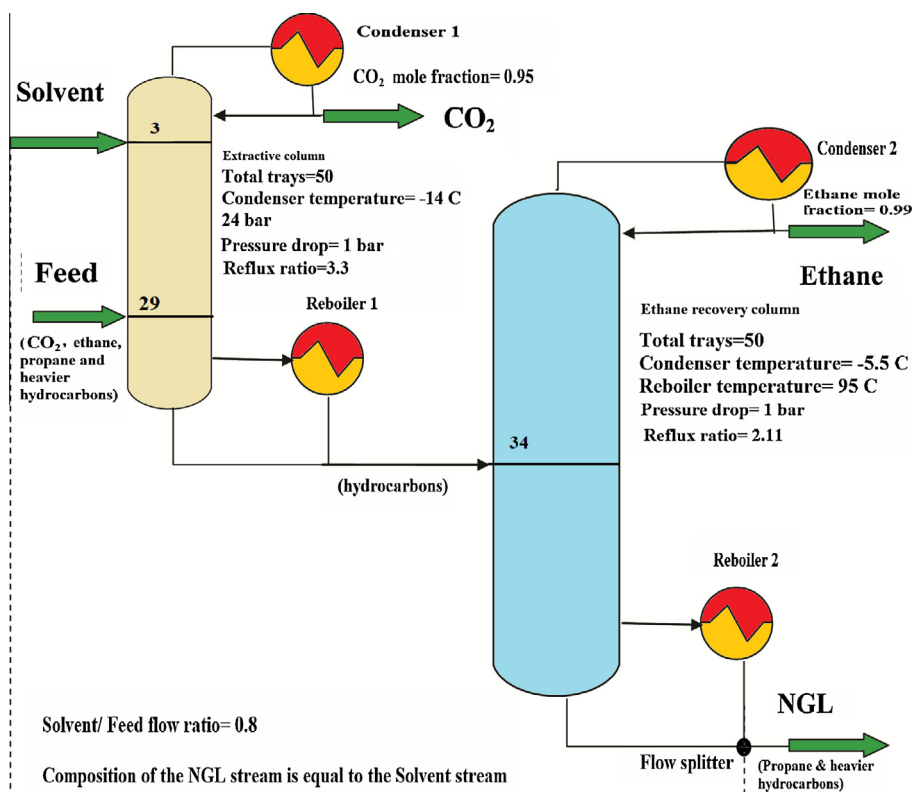 Condenser 1
CO2 mole fraction= 0.95
Solvent
CO2
3
Extractive column
Total trays=50
Condenser temperature= -14 C
24 bar
Pressure drop= 1 bar
Reflux ratio=3.3
Condenser 2
Ethane mole
fraction= 0.99
Ethane
Feed
29
(CO2, ethane,
propane and
heavier
hydrocarbons)
Reboiler 1
Ethane recovery column
Total trays=50
Condenser temperature= -5.5 C
Reboiler temperature= 95 C
Pressure drop= 1 bar
Reflux ratio= 2.11
34
(hydrocarbons)
Reboiler 2
NGL
Flow splitter
(Propane & heavier
hydrocarbons)
Solvent/ Feed flow ratio= 0.8
Composition of the NGL stream is equal to the Solvent stream